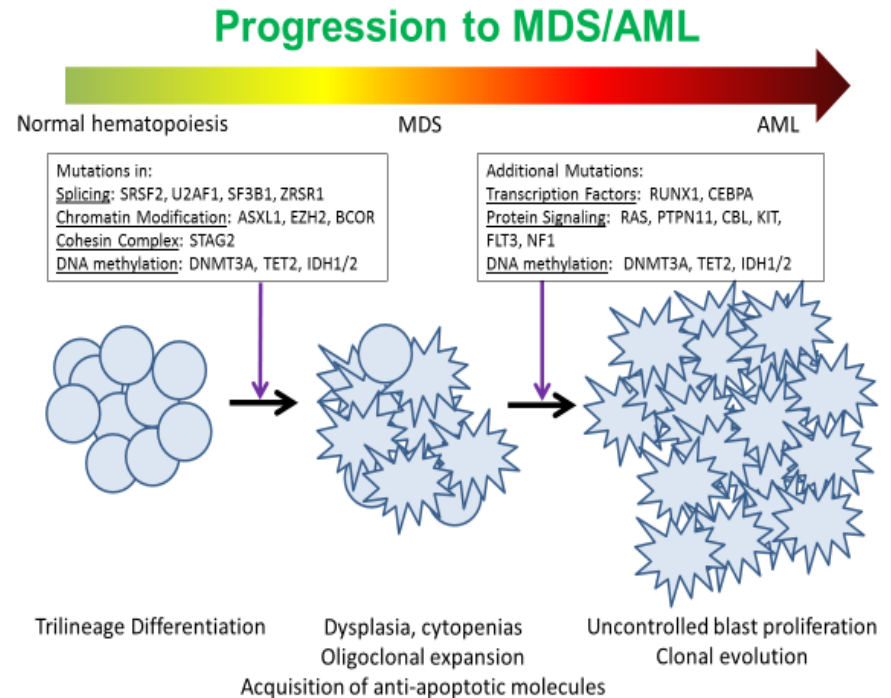 Progression to MDS/AML
Normal hematopoiesis
MDS
AML
Mutations in:
Splicing: SRSF2, U2AF1, SF3B1, ZRSR1
Chromatin Modification: ASXL1, EZH2, BCOR
Cohesin Complex: STAG2
DNA methylation: DNMT3A, TET2, IDH1/2
Additional Mutations:
Transcription Factors: RUNX1, CEBPA
Protein Signaling: RAS, PTPN11, CBL, KIT,
FLT3, NF1
DNA methylation: DNMT3A, TET2, IDH1/2
Trilineage Differentiation
Dysplasia, cytopenias
Oligoclonal expansion
Acquisition of anti-apoptotic molecules
Uncontrolled blast proliferation
Clonal evolution